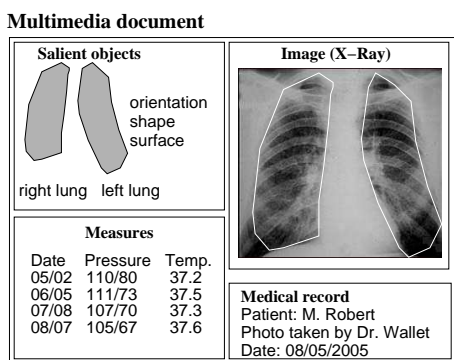 Multimedia document
Salient objects
orientation
shape
surface
right lung left lung
Image (X−Ray)
Measures
Date Pressure Temp.
05/02 110/80 37.2
06/05 111/73 37.5
07/08 107/70 37.3
08/07 105/67 37.6
Medical record
Patient: M. Robert
Photo taken by Dr. Wallet
Date: 08/05/2005